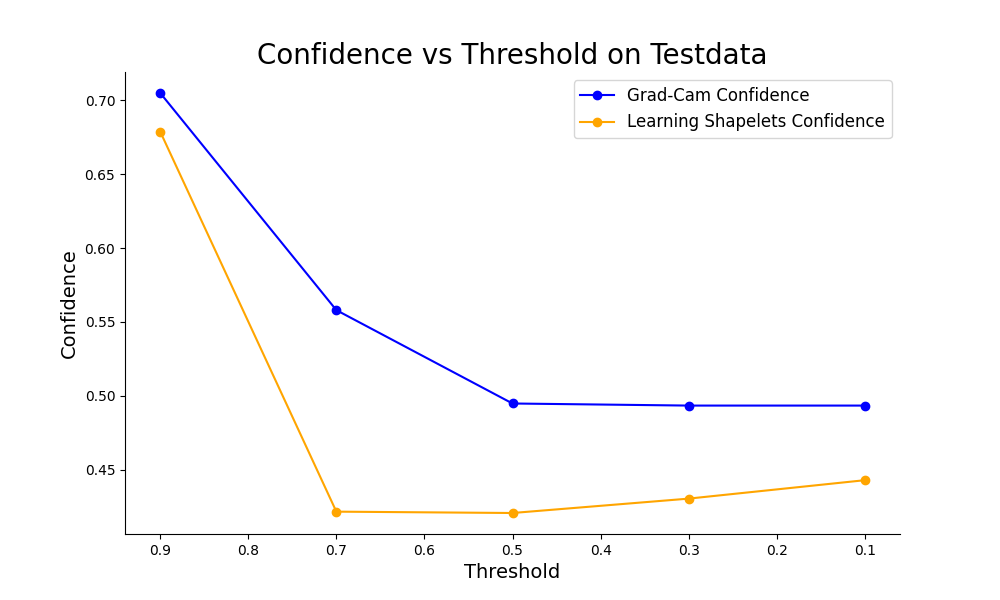 Confidence vs Threshold on Testdata
Grad-Cam Confidence
Learning Shapelets Confidence
Confidence
0.70
0.65
0.60
0.55
0.50
0.45
0.9 0.8 0.7 0.6 0.5 0.4 0.3 0.2 0.1
Threshold